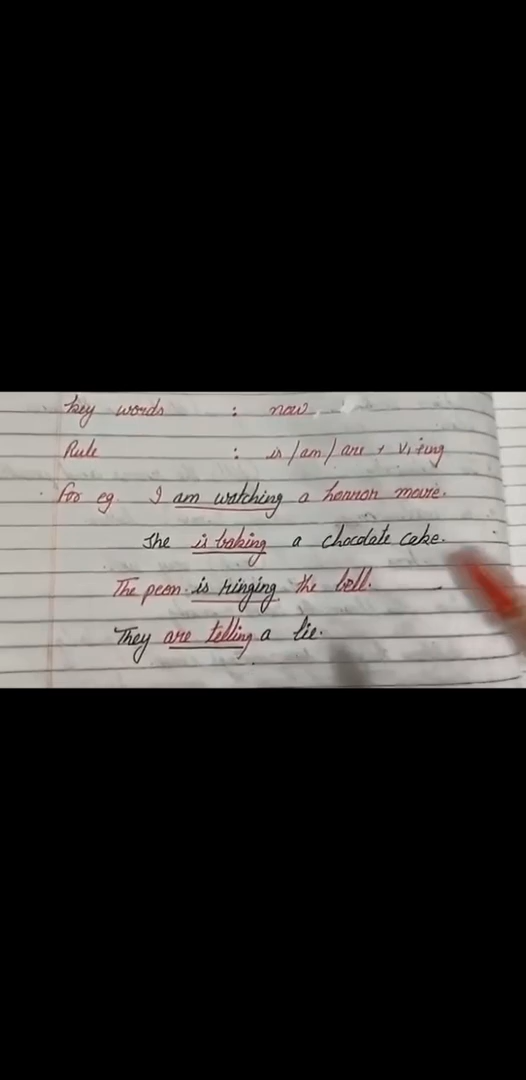 key words : now
Rule : is/am/are + V₁+ing
for eg I am watching a horror movie.
She is baking a chocolate cake.
The peon is ringing the bell.
They are telling a lie.